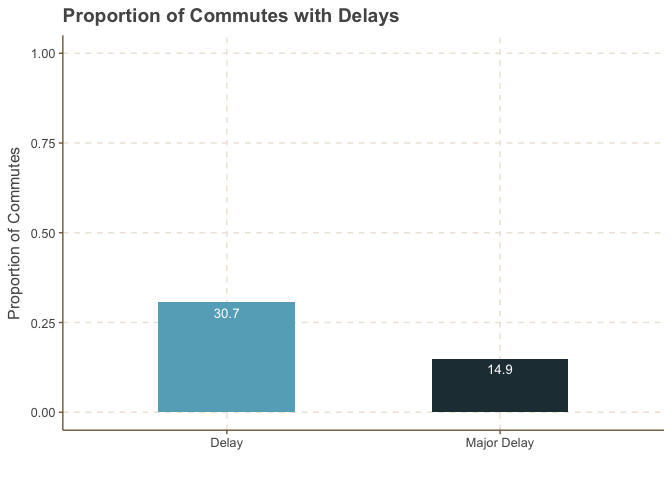 Proportion of Commutes with Delays
Proportion of Commutes
1.00
0.75
0.50
0.25
0.00
30.7
14.9
Delay
Major Delay